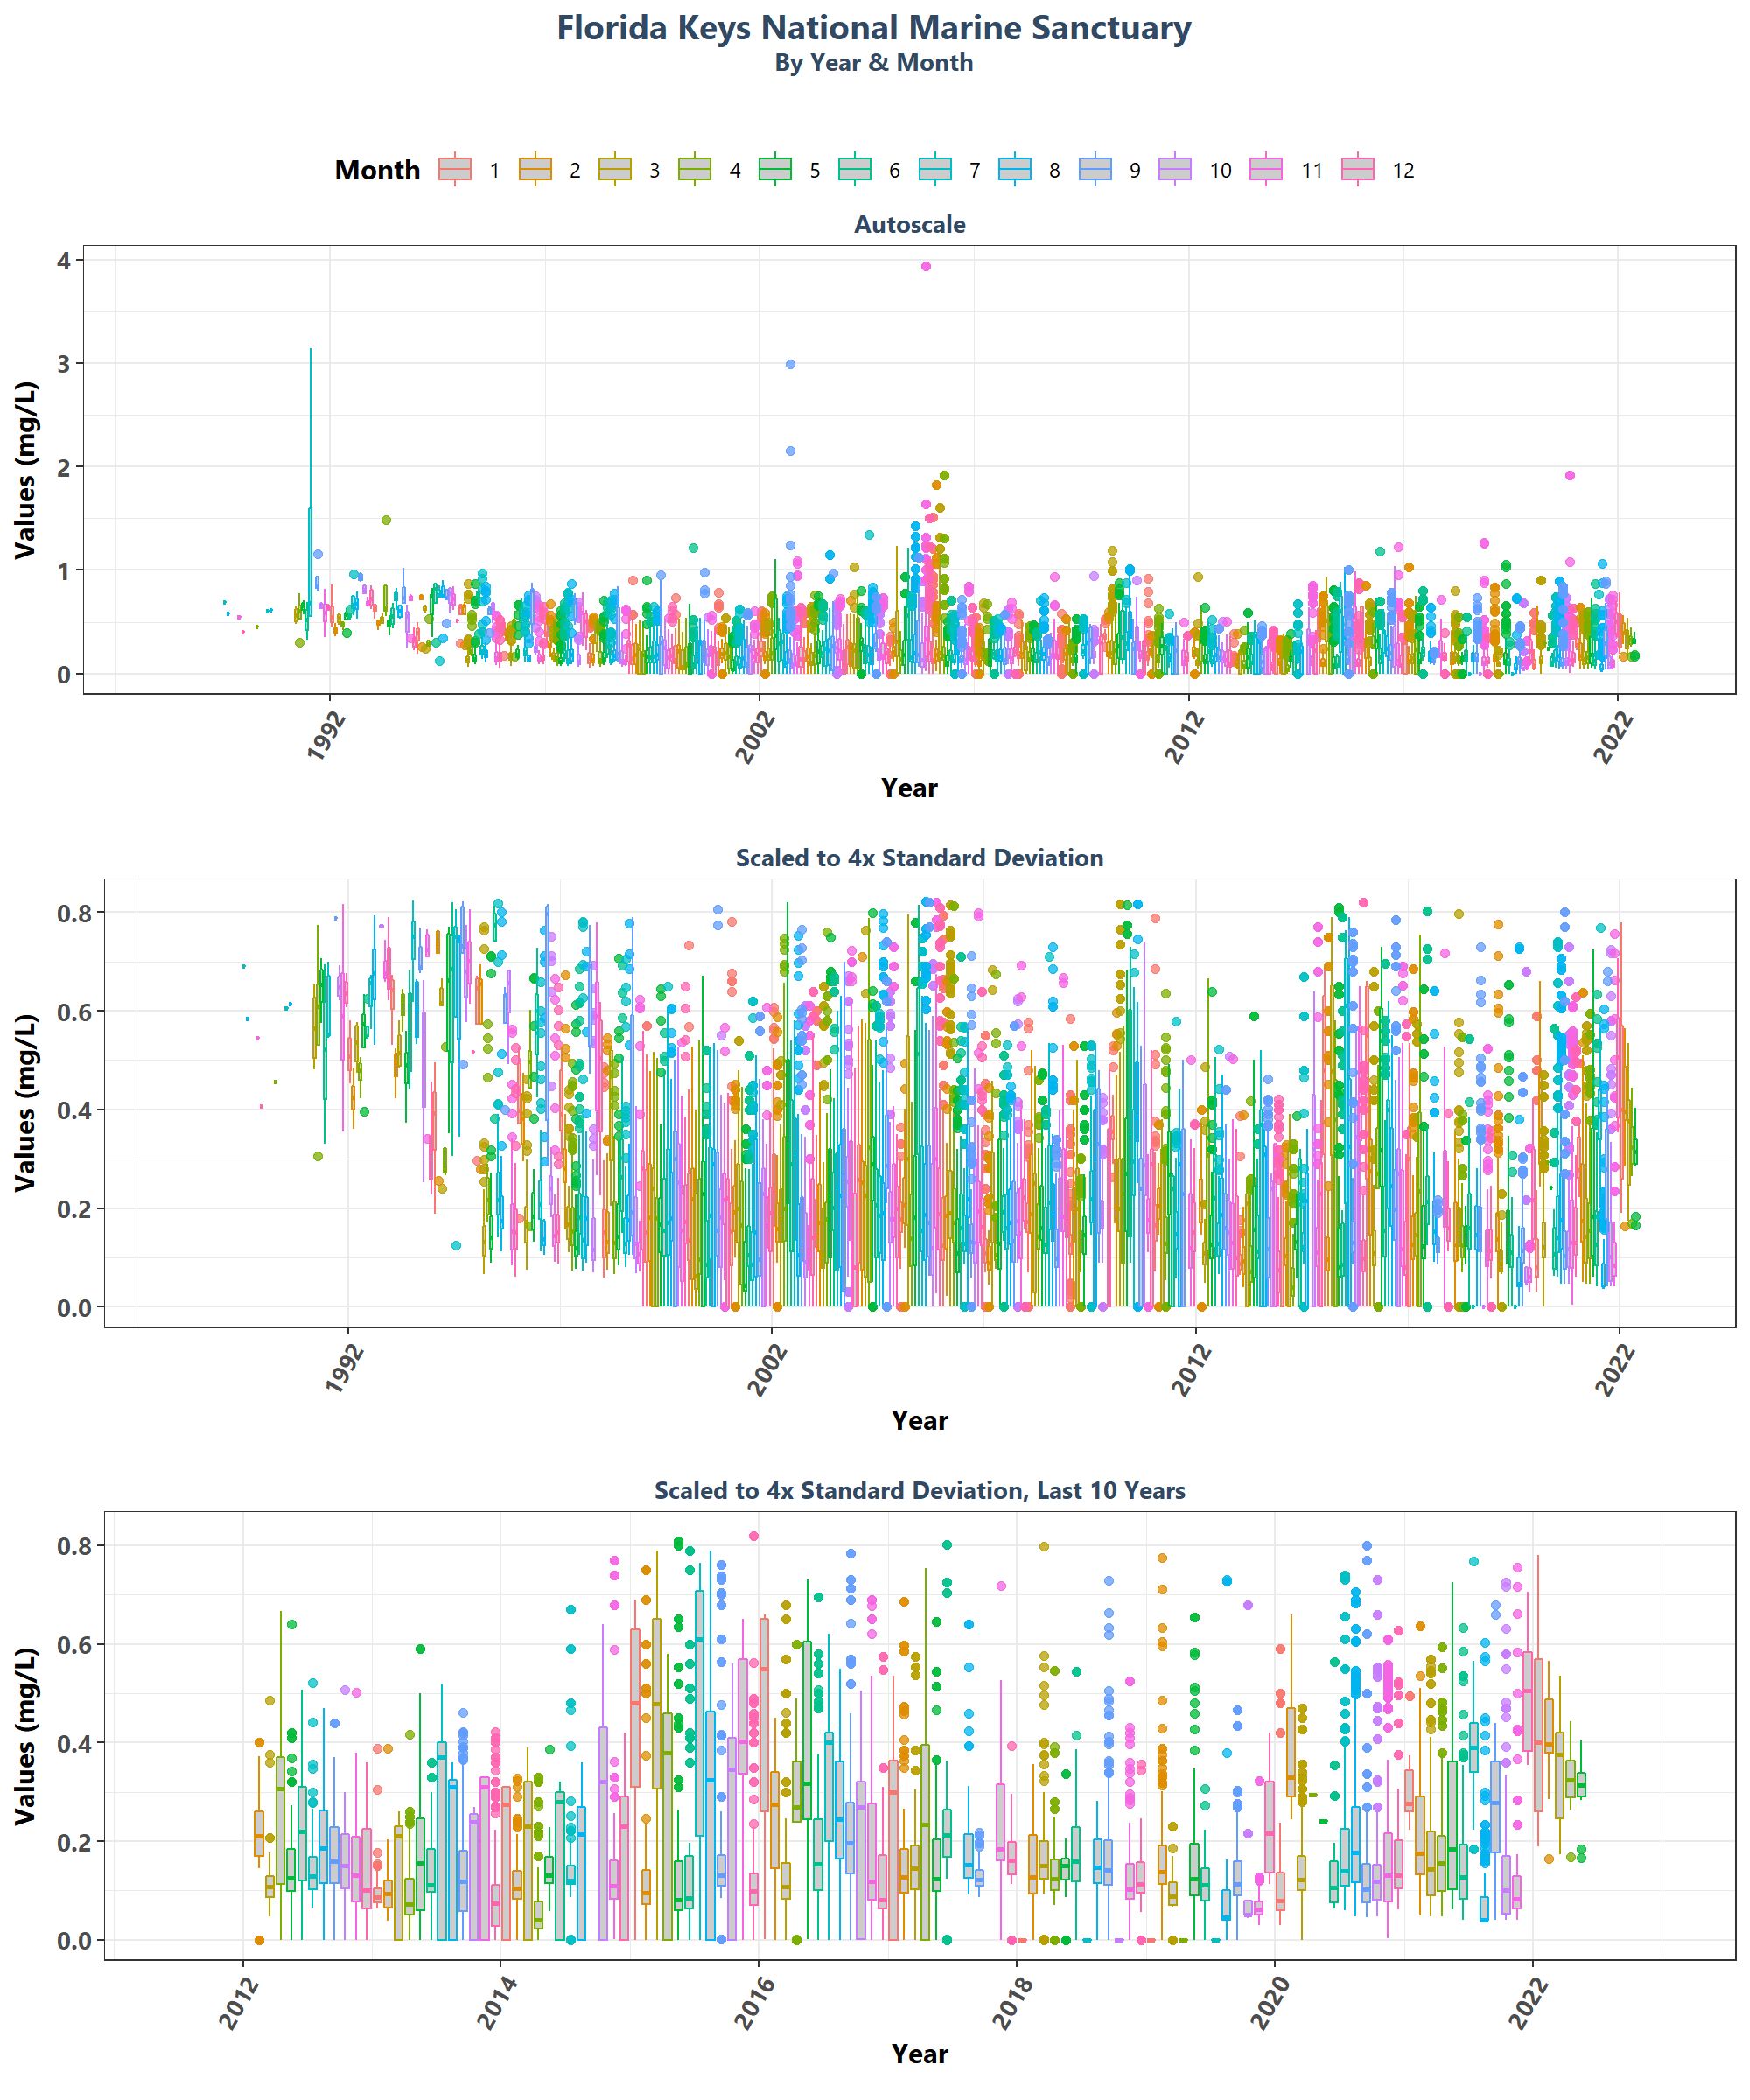 Florida Keys National Marine Sanctuary
By Year & Month
Month 1 2 3 4 5 6 7 8 9 10 11 12
Autoscale
Values (mg/L)
4
3
2
1
0
1992 2002 2012 2022
Year
Scaled to 4x Standard Deviation
Values (mg/L)
0.8
0.6
0.4
0.2
0.0
1992 2002 2012 2022
Year
Scaled to 4x Standard Deviation, Last 10 Years
Values (mg/L)
0.8
0.6
0.4
0.2
0.0
2012 2014 2016 2018 2020 2022
Year